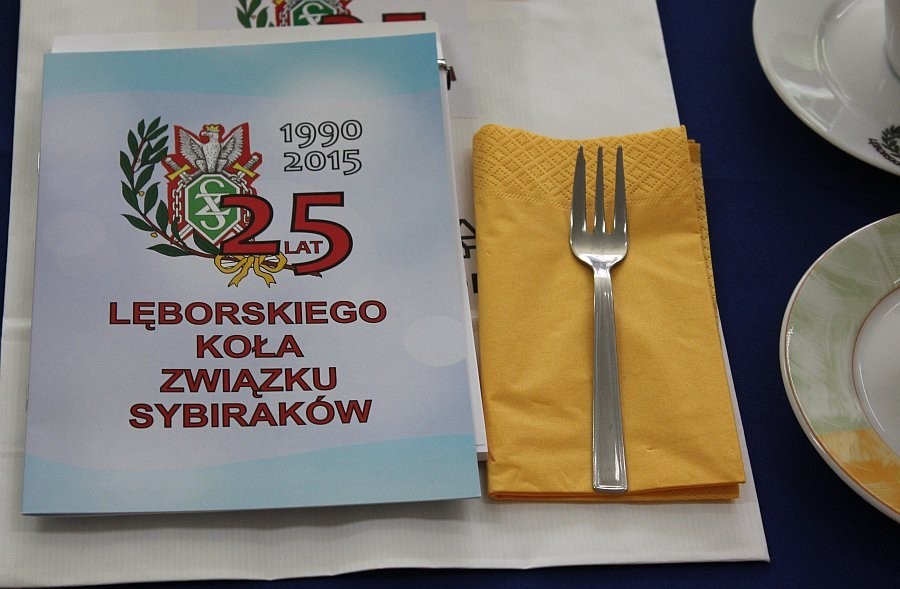 1990
2015
25
LAT
LĘBORSKIEGO
KOŁA
ZWIĄZKU
SYBIRAKÓW